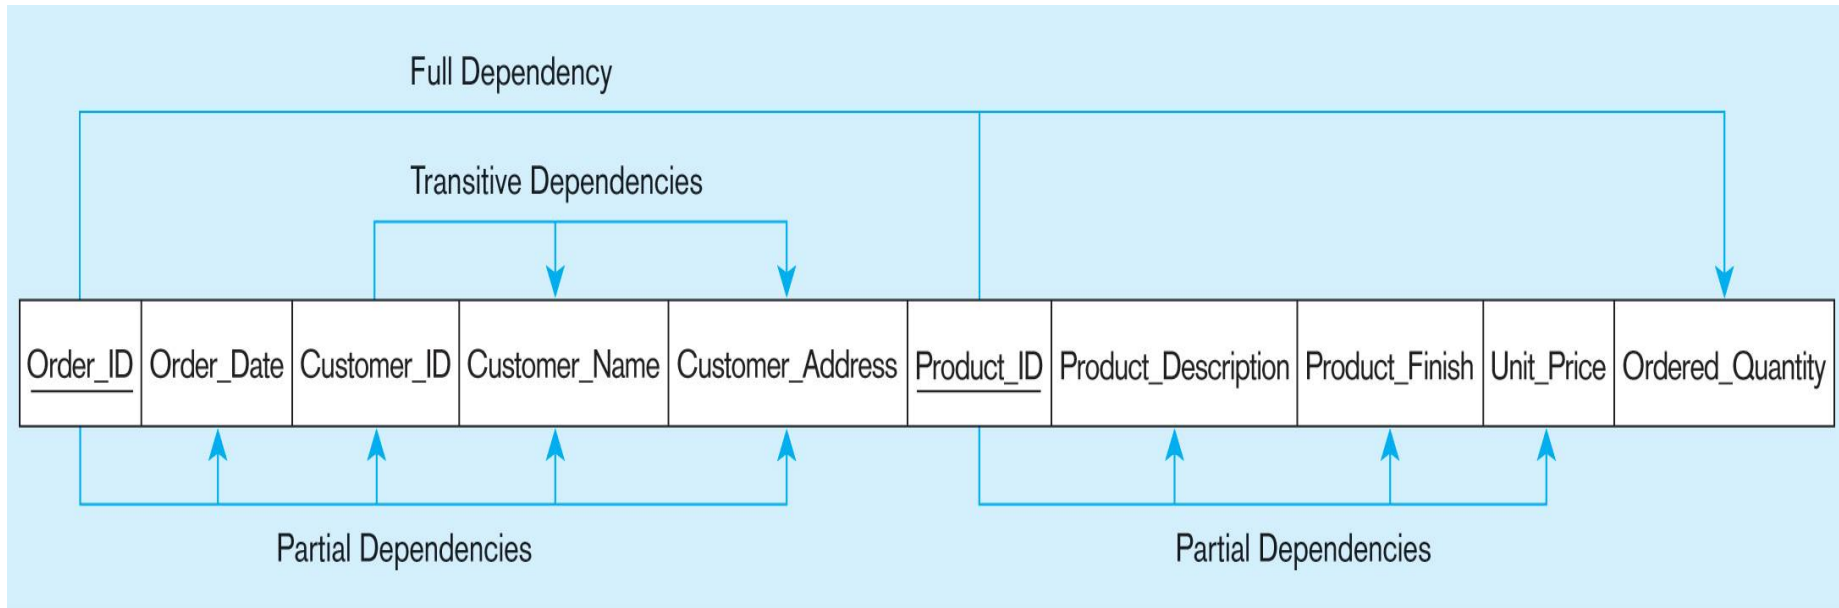 Full Dependency
Transitive Dependencies
Order_ID Order_Date Customer_ID Customer_Name Customer_Address Product_ID Product_Description Product_Finish Unit_Price Ordered_Quantity
Partial Dependencies Partial Dependencies